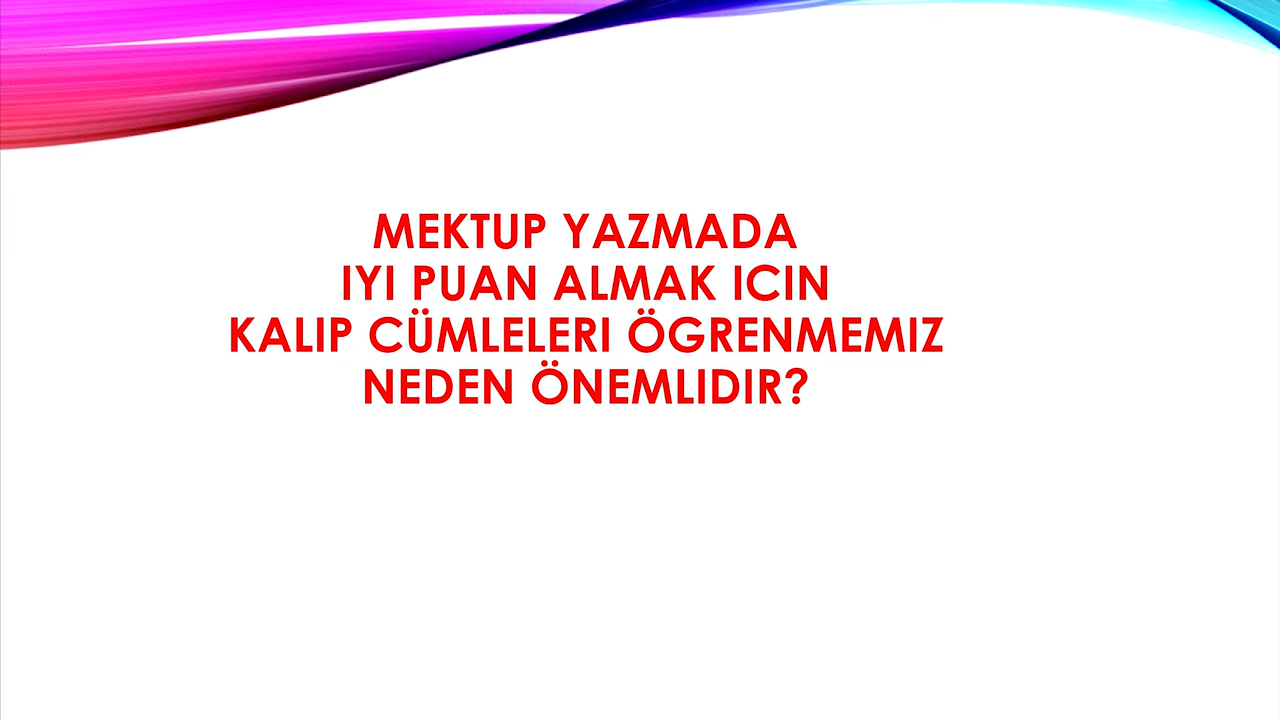 MEKTUP YAZMADA
IYI PUAN ALMAK ICIN
KALIP CÜMLELERI ÖGRENMEMIZ
NEDEN ÖNEMLIDIR?